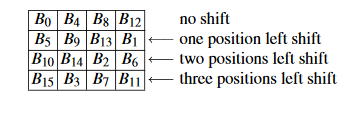 B0 B4 B8 B12 no shift
B5 B9 B13 B1 ← one position left shift
B10 B14 B2 B6 ← two positions left shift
B15 B3 B7 B11 ← three positions left shift